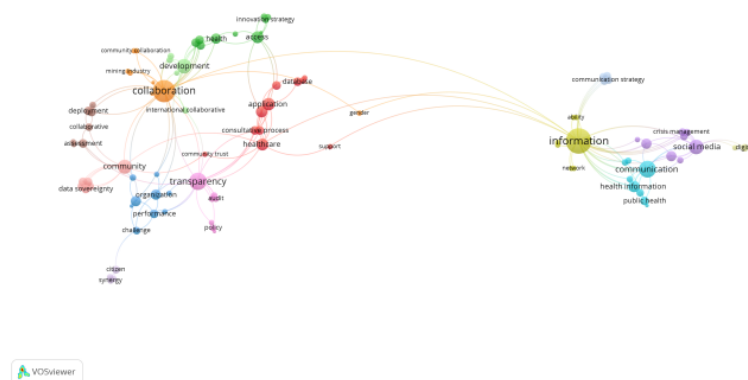 innovation strategy
health
access
community collaboration
development
mining industry
database
communication strategy
collaboration
application
gender
ability
international collaborative
deployment
collaborative
consultative process
crisis management
assessment
healthcare
support
information
social media
community trust
community
network
communication
data sovereignty
transparency
health information
organization
audit
public health
performance
challenge
policy
citizen
synergy
VOSviewer